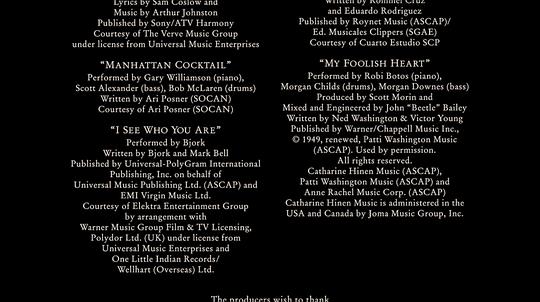 Lyrics by Sam Coslow and
Music by Arthur Johnston
Published by Sony/ATV Harmony
Courtesy of The Verve Music Group
under license from Universal Music Enterprises
“Manhattan Cocktail”
Performed by Gary Williamson (piano),
Scott Alexander (bass), Bob McLaren (drums)
Written by Ari Posner (SOCAN)
Courtesy of Ari Posner (SOCAN)
“I See Who You Are”
Performed by Bjork
Written by Bjork and Mark Bell
Published by Universal-PolyGram International
Publishing, Inc. on behalf of
Universal Music Publishing Ltd. (ASCAP) and
EMI Virgin Music Ltd.
Courtesy of Elektra Entertainment Group
by arrangement with
Warner Music Group Film & TV Licensing,
Polydor Ltd. (UK) under license from
Universal Music Enterprises and
One Little Indian Records/
Wellhart (Overseas) Ltd.
Written by Rommel Cruz
and Eduardo Rodriguez
Published by Roynet Music (ASCAP)/
Ed. Musicales Clippers (SGAE)
Courtesy of Cuarto Estudio SCP
“My Foolish Heart”
Performed by Robi Botos (piano),
Morgan Childs (drums), Morgan Downes (bass)
Produced by Scott Morin and
Mixed and Engineered by John “Beetle” Bailey
Written by Ned Washington & Victor Young
Published by Warner/Chappell Music Inc.,
© 1949, renewed, Patti Washington Music
(ASCAP). Used by permission.
All rights reserved.
Catharine Hinen Music (ASCAP),
Patti Washington Music (ASCAP) and
Anne Rachel Music Corp. (ASCAP)
Catharine Hinen Music is administered in the
USA and Canada by Joma Music Group, Inc.
The producers wish to thank